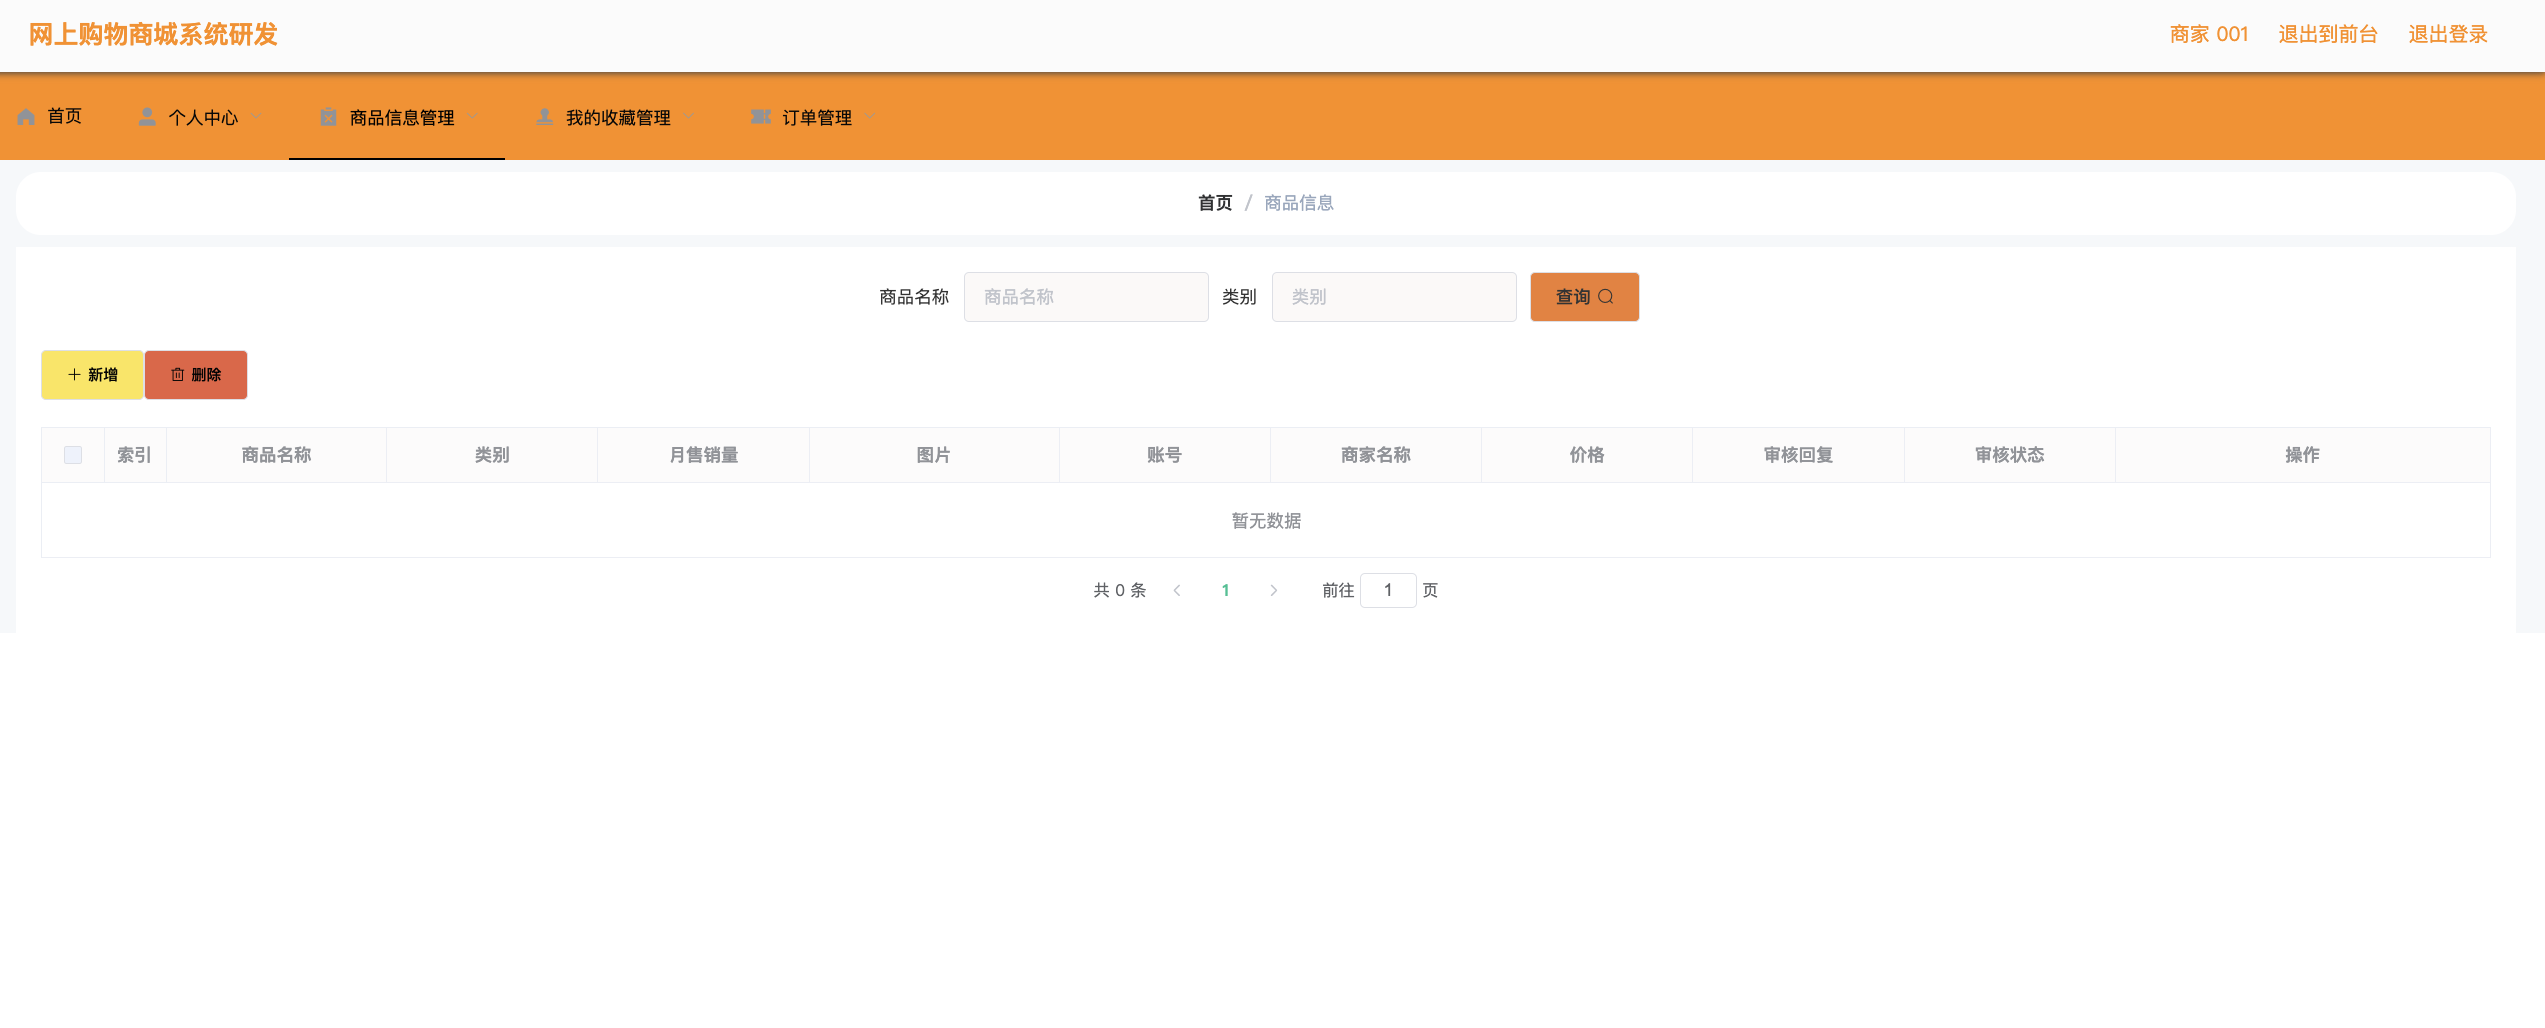 网上购物商城系统研发
商家 001 退出到前台 退出登录
首页 个人中心 商品信息管理 我的收藏管理 订单管理
首页 / 商品信息
商品名称 商品名称 类别 类别 查询
新增 删除
索引 商品名称 类别 月售销量 图片 账号 商家名称 价格 审核回复 审核状态 操作
暂无数据
共 0 条 1 前往 1 页